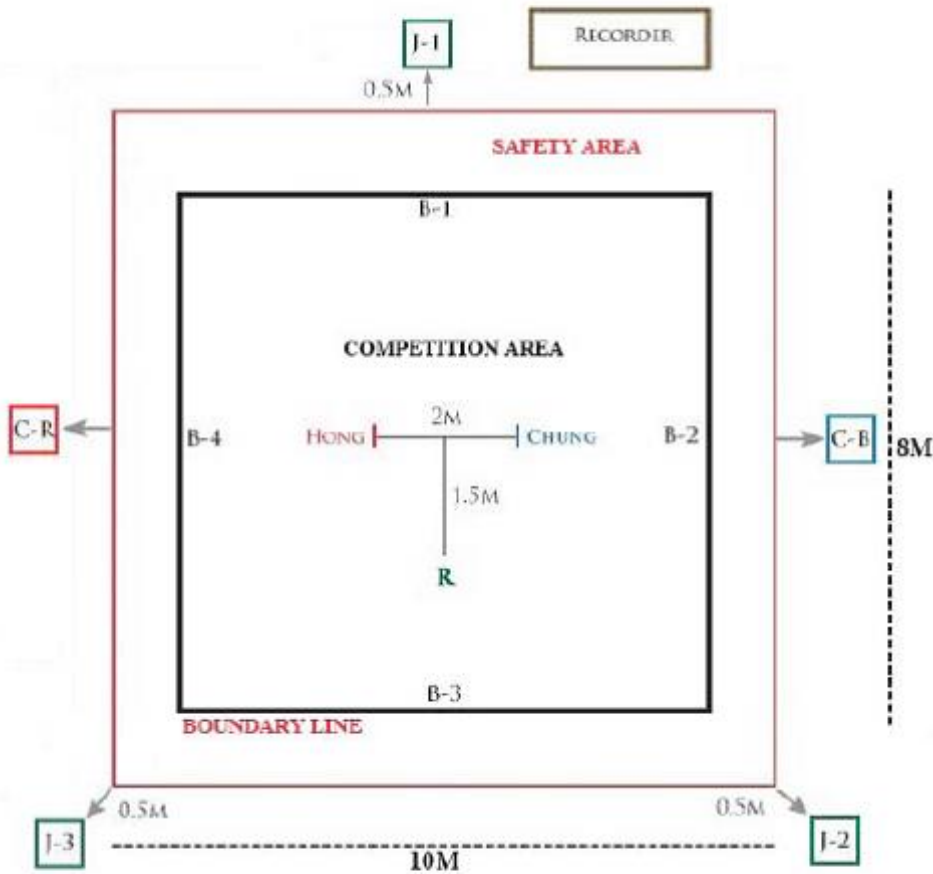 J-1
RECORDER
0.5M
SAFETY AREA
B-1
COMPETITION AREA
C-R
B-4
HONG
2M
CHUNG
B-2
C-B
8M
1.5M
R
B-3
BOUNDARY LINE
0.5M
0.5M
J-3
10M
J-2